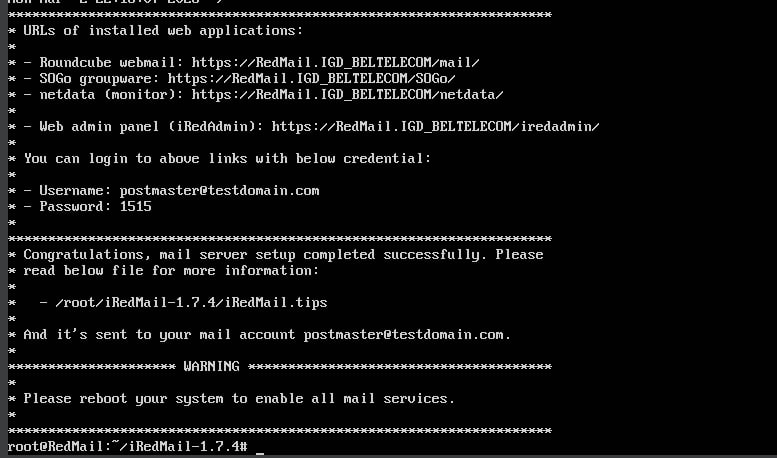 ********************************************************************
* URLs of installed web applications:
*
* - Roundcube webmail: https://RedMail.IGD_BELTELECOM/mail/
* - SOGo groupware: https://RedMail.IGD_BELTELECOM/SOGo/
* - netdata (monitor): https://RedMail.IGD_BELTELECOM/netdata/
*
* - Web admin panel (iRedAdmin): https://RedMail.IGD_BELTELECOM/iredadmin/
*
* You can login to above links with below credential:
*
* - Username: postmaster@testdomain.com
* - Password: 1515
*
********************************************************************
* Congratulations, mail server setup completed successfully. Please
* read below file for more information:
*
*   - /root/iRedMail-1.7.4/iRedMail.tips
*
* And it's sent to your mail account postmaster@testdomain.com.
*
********************* WARNING **************************************
*
* Please reboot your system to enable all mail services.
*
********************************************************************
root@RedMail:~/iRedMail-1.7.4# _